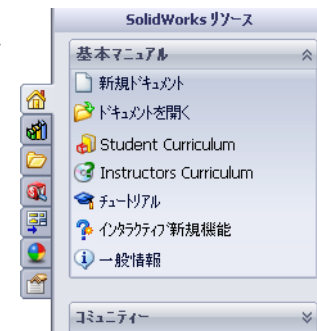 SolidWorks リソース
基本マニュアル
新規ドキュメント
ドキュメントを開く
Student Curriculum
Instructors Curriculum
チュートリアル
インタラクティブ新規機能
一般情報
コミュニティー